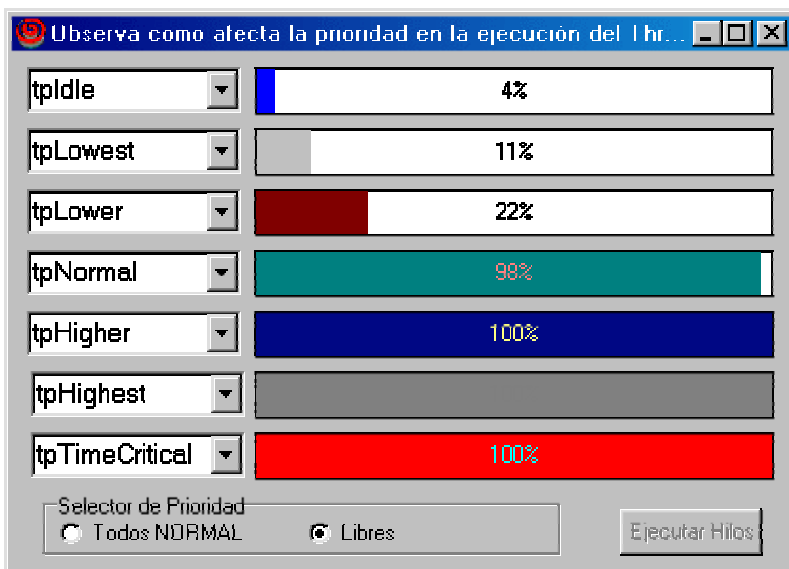 Observa como afecta la prioridad en la ejecución del Thr...
tpIdle 4%
tpLowest 11%
tpLower 22%
tpNormal 98%
tpHigher 100%
tpHighest
tpTimeCritical 100%
Selector de Prioridad
Todos NORMAL Libres
Ejecutar Hilos